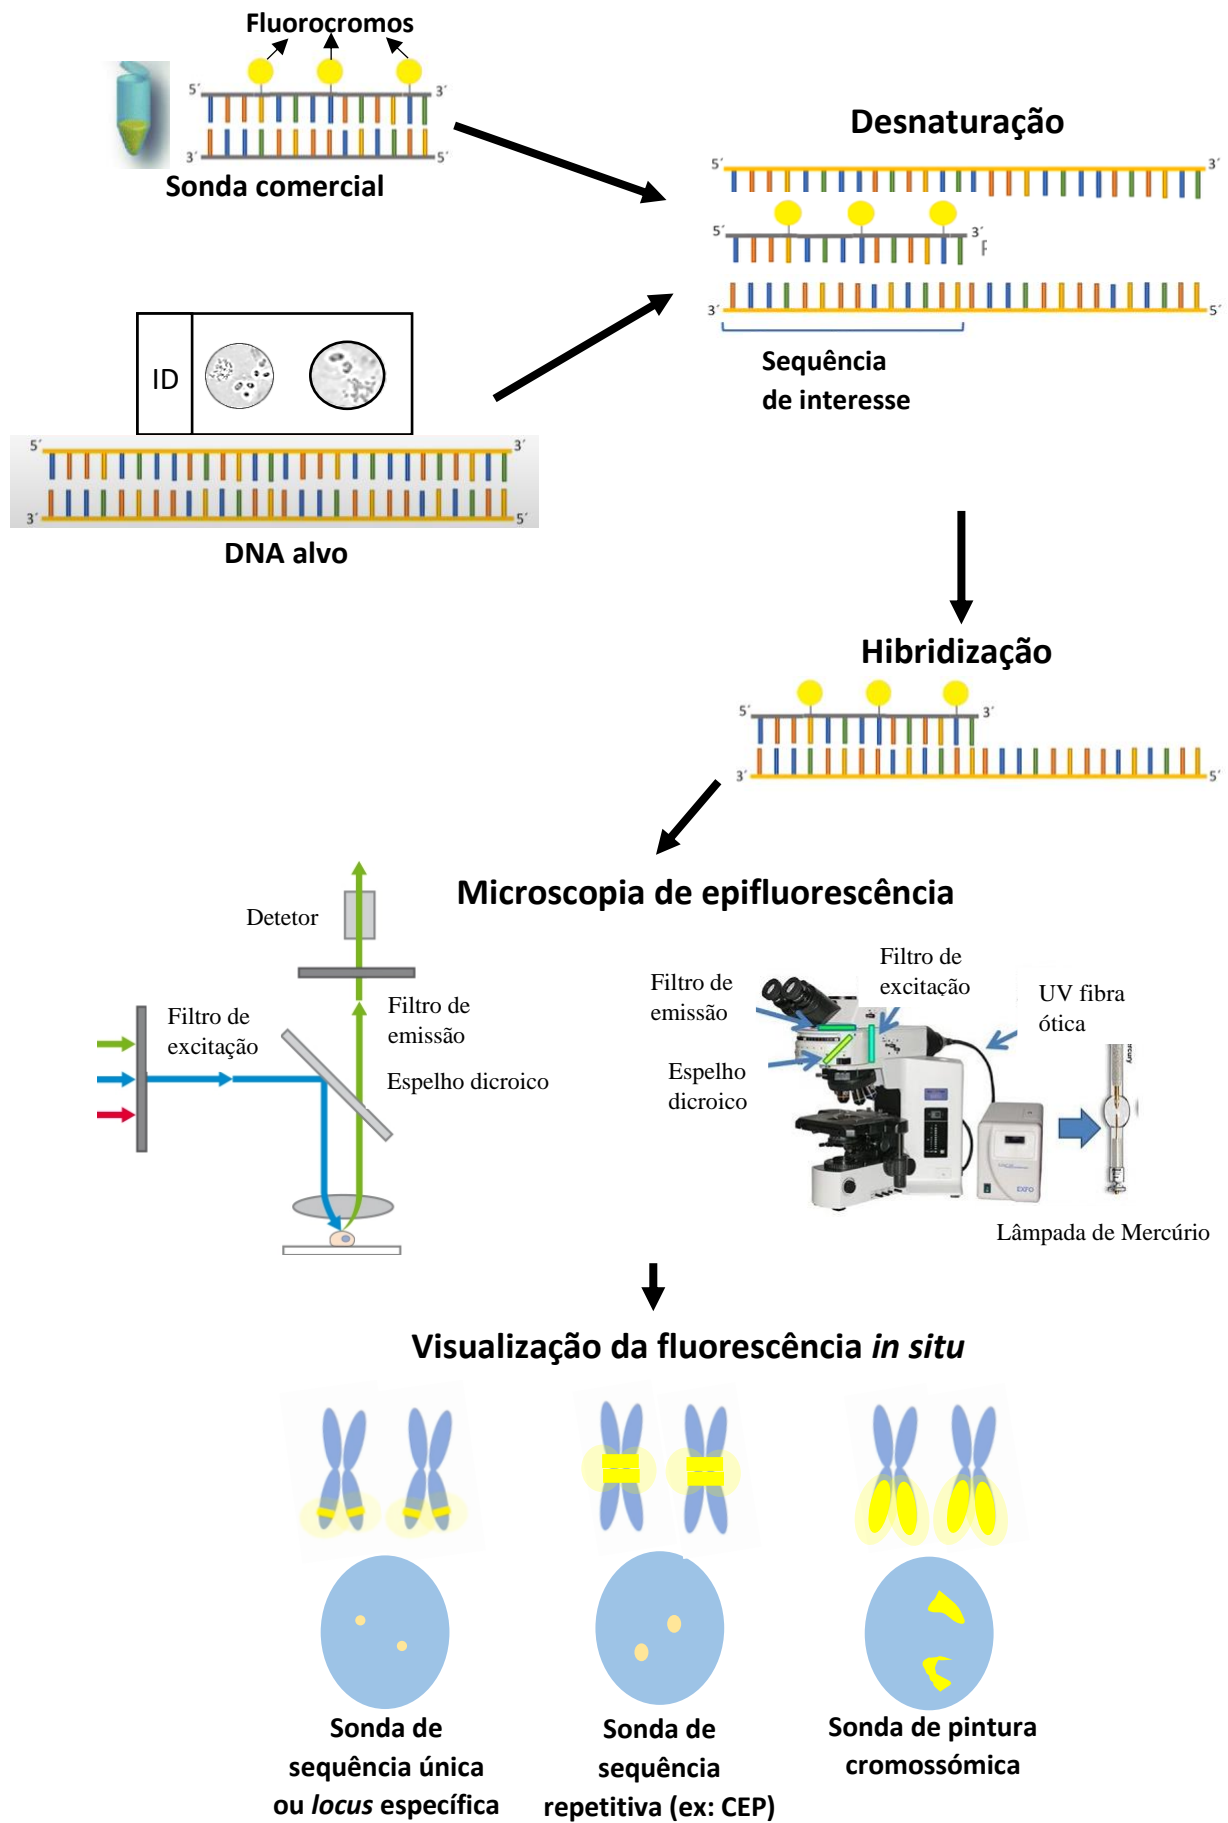 Fluorocromos
5´
3´
3´
5´
Sonda comercial
Desnaturação
5´
3´
5´
3´
3´
5´
Sequência
de interesse
ID
5´
3´
3´
5´
DNA alvo
Hibridização
5´
3´
3´
5´
Microscopia de epifluorescência
Detetor
Filtro de
excitação
Filtro de
emissão
Espelho dicroico
Filtro de
emissão
Filtro de
excitação
UV fibra
ótica
Espelho
dicroico
EXFO
Lâmpada de Mercúrio
Visualização da fluorescência in situ
Sonda de
sequência única
ou locus específica
Sonda de
sequência
repetitiva (ex: CEP)
Sonda de pintura
cromossómica